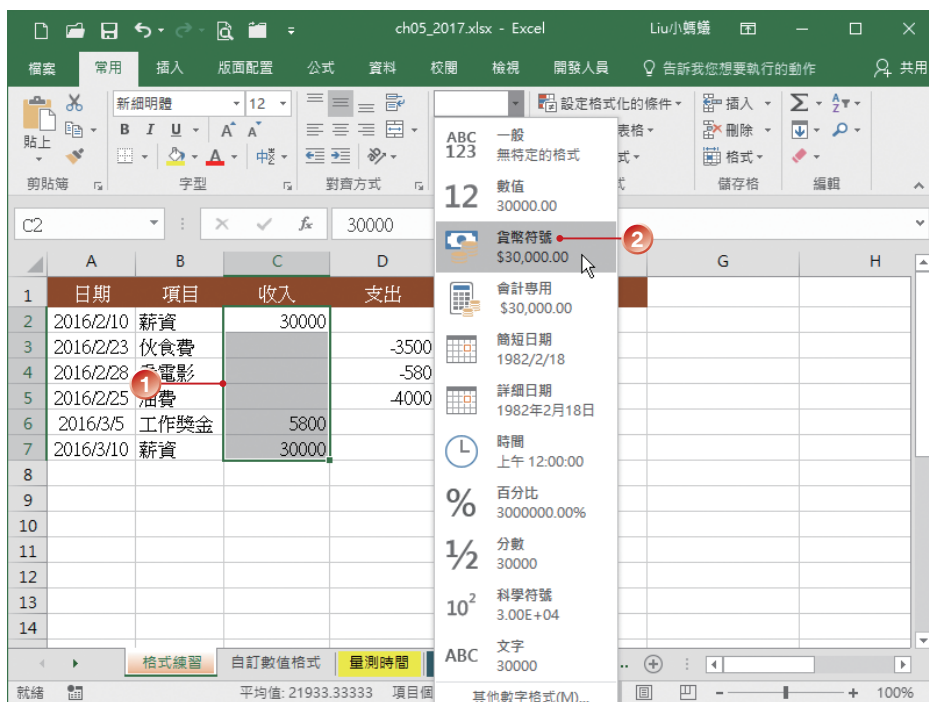 ch05_2017.xlsx - Excel
Liu小螞蟻
檔案 常用 插入 版面配置 公式 資料 校閱 檢視 開發人員 告訴我您想要執行的動作 共用
貼上
剪貼簿
新細明體 12
B I U A A
A 中
字型
對齊方式
設定格式化的條件
表格
式
式
插入
刪除
格式
儲存格
Σ A Z
編輯
C2 fx 30000
A B C D G H
1 日期 項目 收入 支出
2 2016/2/10 薪資 30000
3 2016/2/23 伙食費 -3500
4 2016/2/28 電影 -580
5 2016/2/25 油費 -4000
6 2016/3/5 工作獎金 5800
7 2016/3/10 薪資 30000
8
9
10
11
12
13
14
1
2
ABC 123 一般
無特定的格式
12 數值
30000.00
貨幣符號
$30,000.00
會計專用
$30,000.00
簡短日期
1982/2/18
詳細日期
1982年2月18日
時間
上午 12:00:00
% 百分比
3000000.00%
1/2 分數
30000
10² 科學符號
3.00E+04
ABC 文字
30000
其他數字格式(M)...
格式練習 自訂數值格式 量測時間 ..
就緒 平均值: 21933.33333 項目個 100%